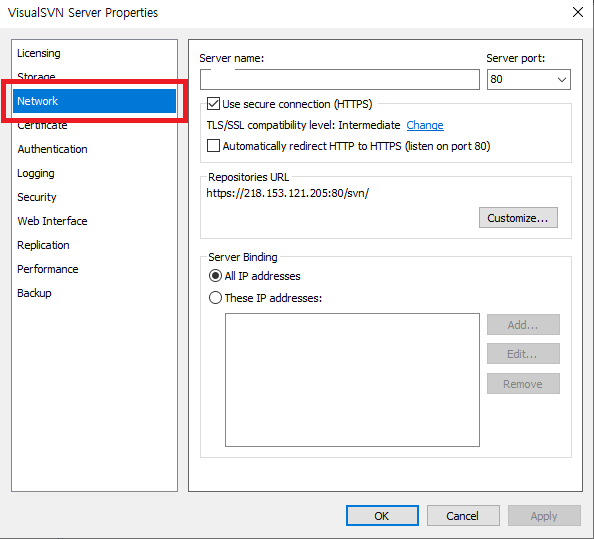 VisualSVN Server Properties
Licensing
Storage
Network
Certificate
Authentication
Logging
Security
Web Interface
Replication
Performance
Backup
Server name:
Server port:
80
Use secure connection (HTTPS)
TLS/SSL compatibility level: Intermediate Change
Automatically redirect HTTP to HTTPS (listen on port 80)
Repositories URL
https://218.153.121.205:80/svn/
Customize...
Server Binding
All IP addresses
These IP addresses:
Add...
Edit...
Remove
OK
Cancel
Apply